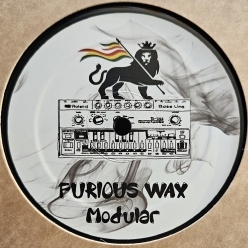 Roland
Bass Line
FURIOUS WAX
Modular